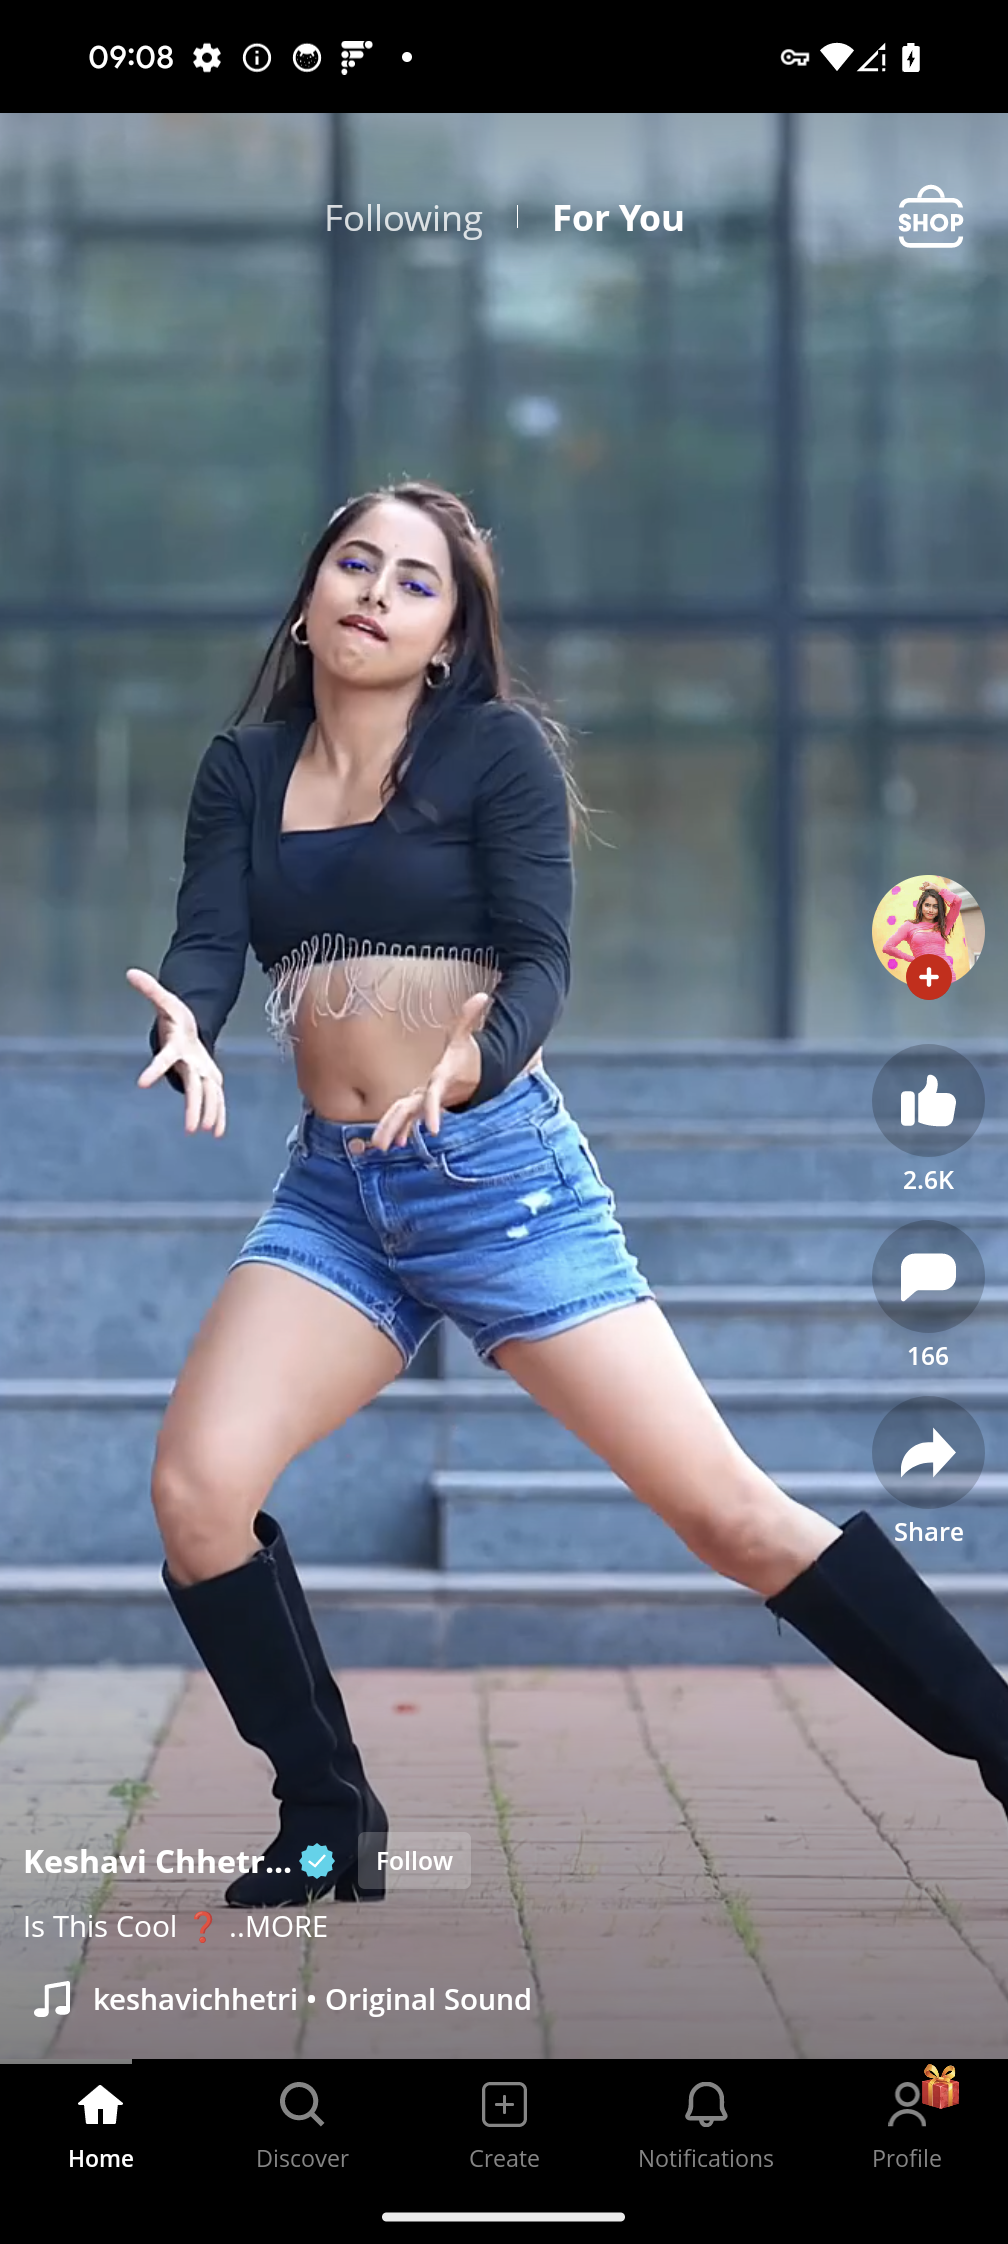 09:08
Following
For You
SHOP
2.6K
166
Share
Keshavi Chhetr...
Follow
Is This Cool ❓ ..MORE
keshavichhetri • Original Sound
Home
Discover
Create
Notifications
Profile